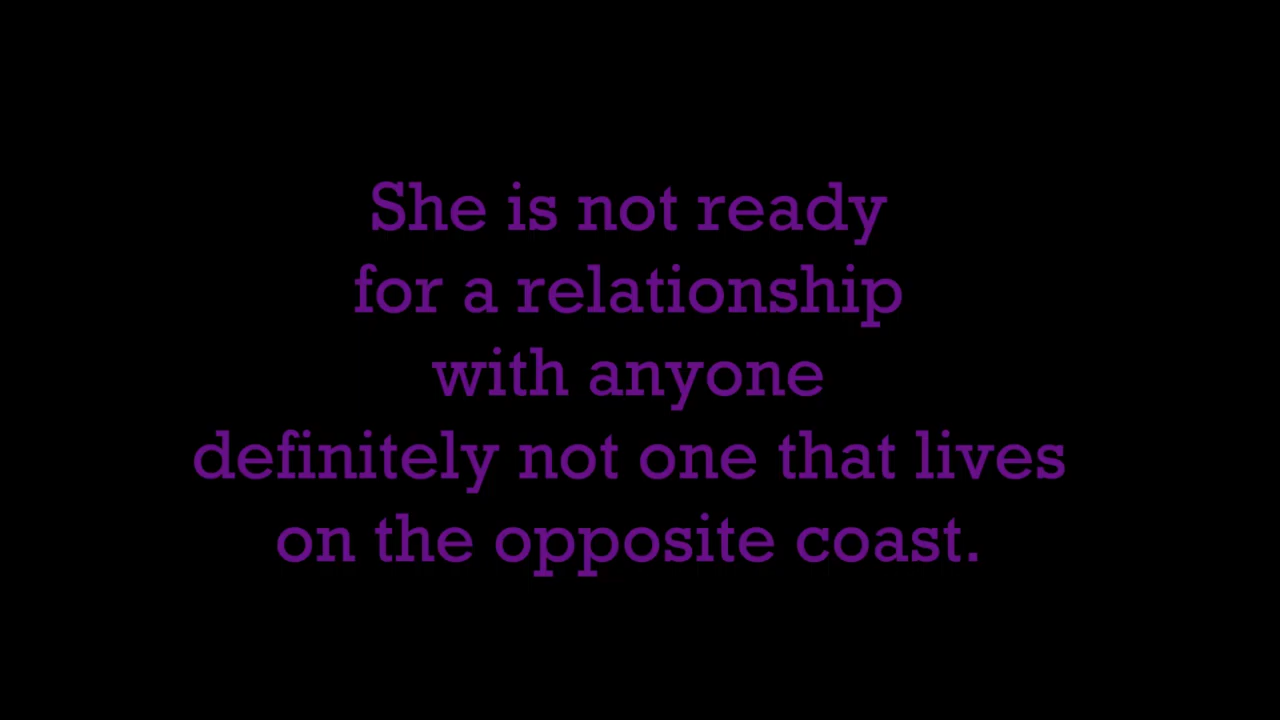 She is not ready
for a relationship
with anyone
definitely not one that lives
on the opposite coast.